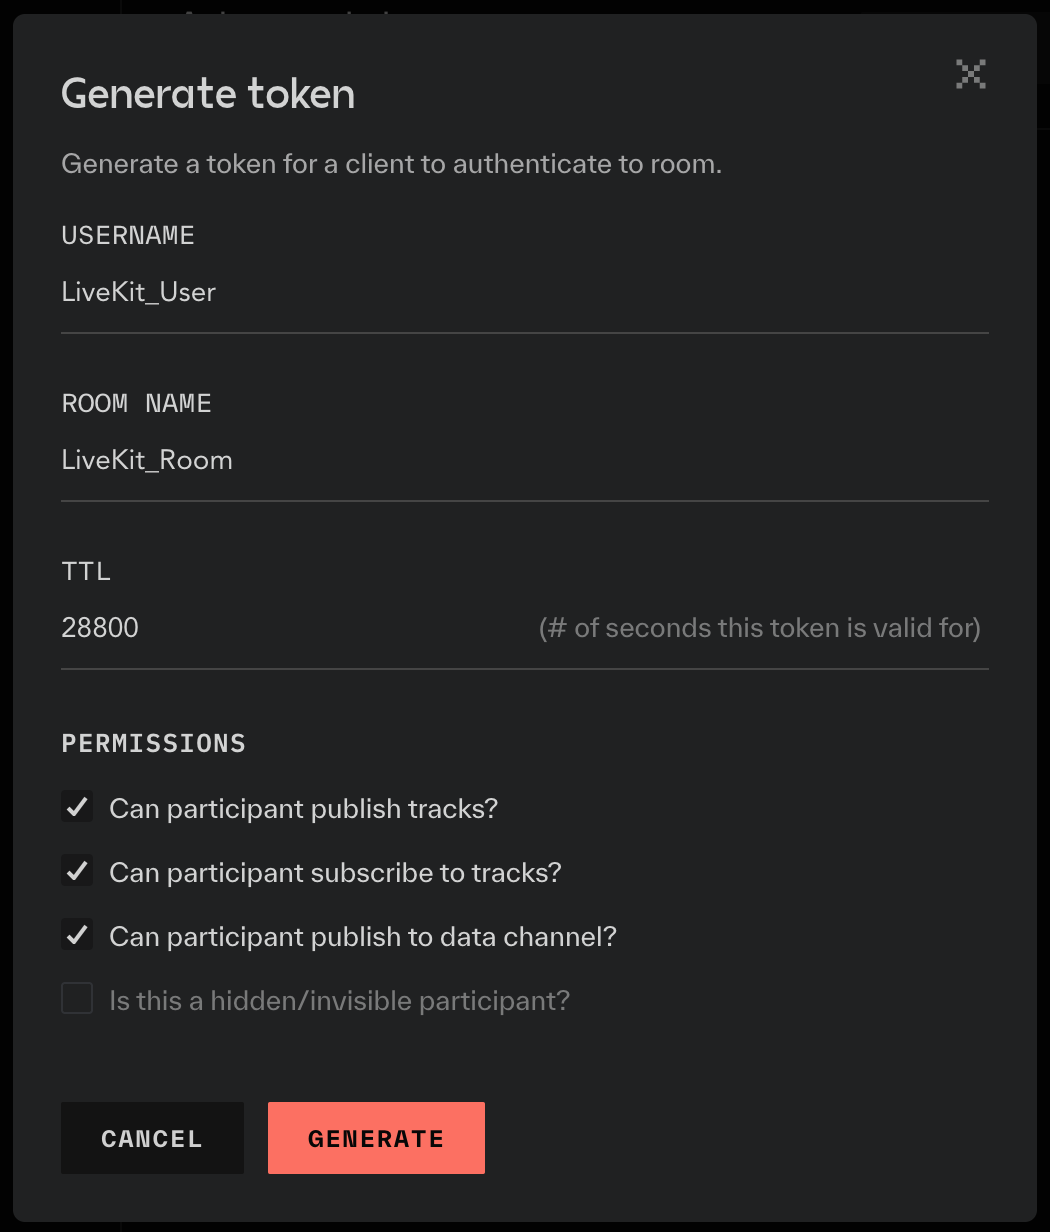 Generate token
Generate a token for a client to authenticate to room.
USERNAME
LiveKit_User
ROOM NAME
LiveKit_Room
TTL
28800 (# of seconds this token is valid for)
PERMISSIONS
Can participant publish tracks?
Can participant subscribe to tracks?
Can participant publish to data channel?
Is this a hidden/invisible participant?
CANCEL GENERATE